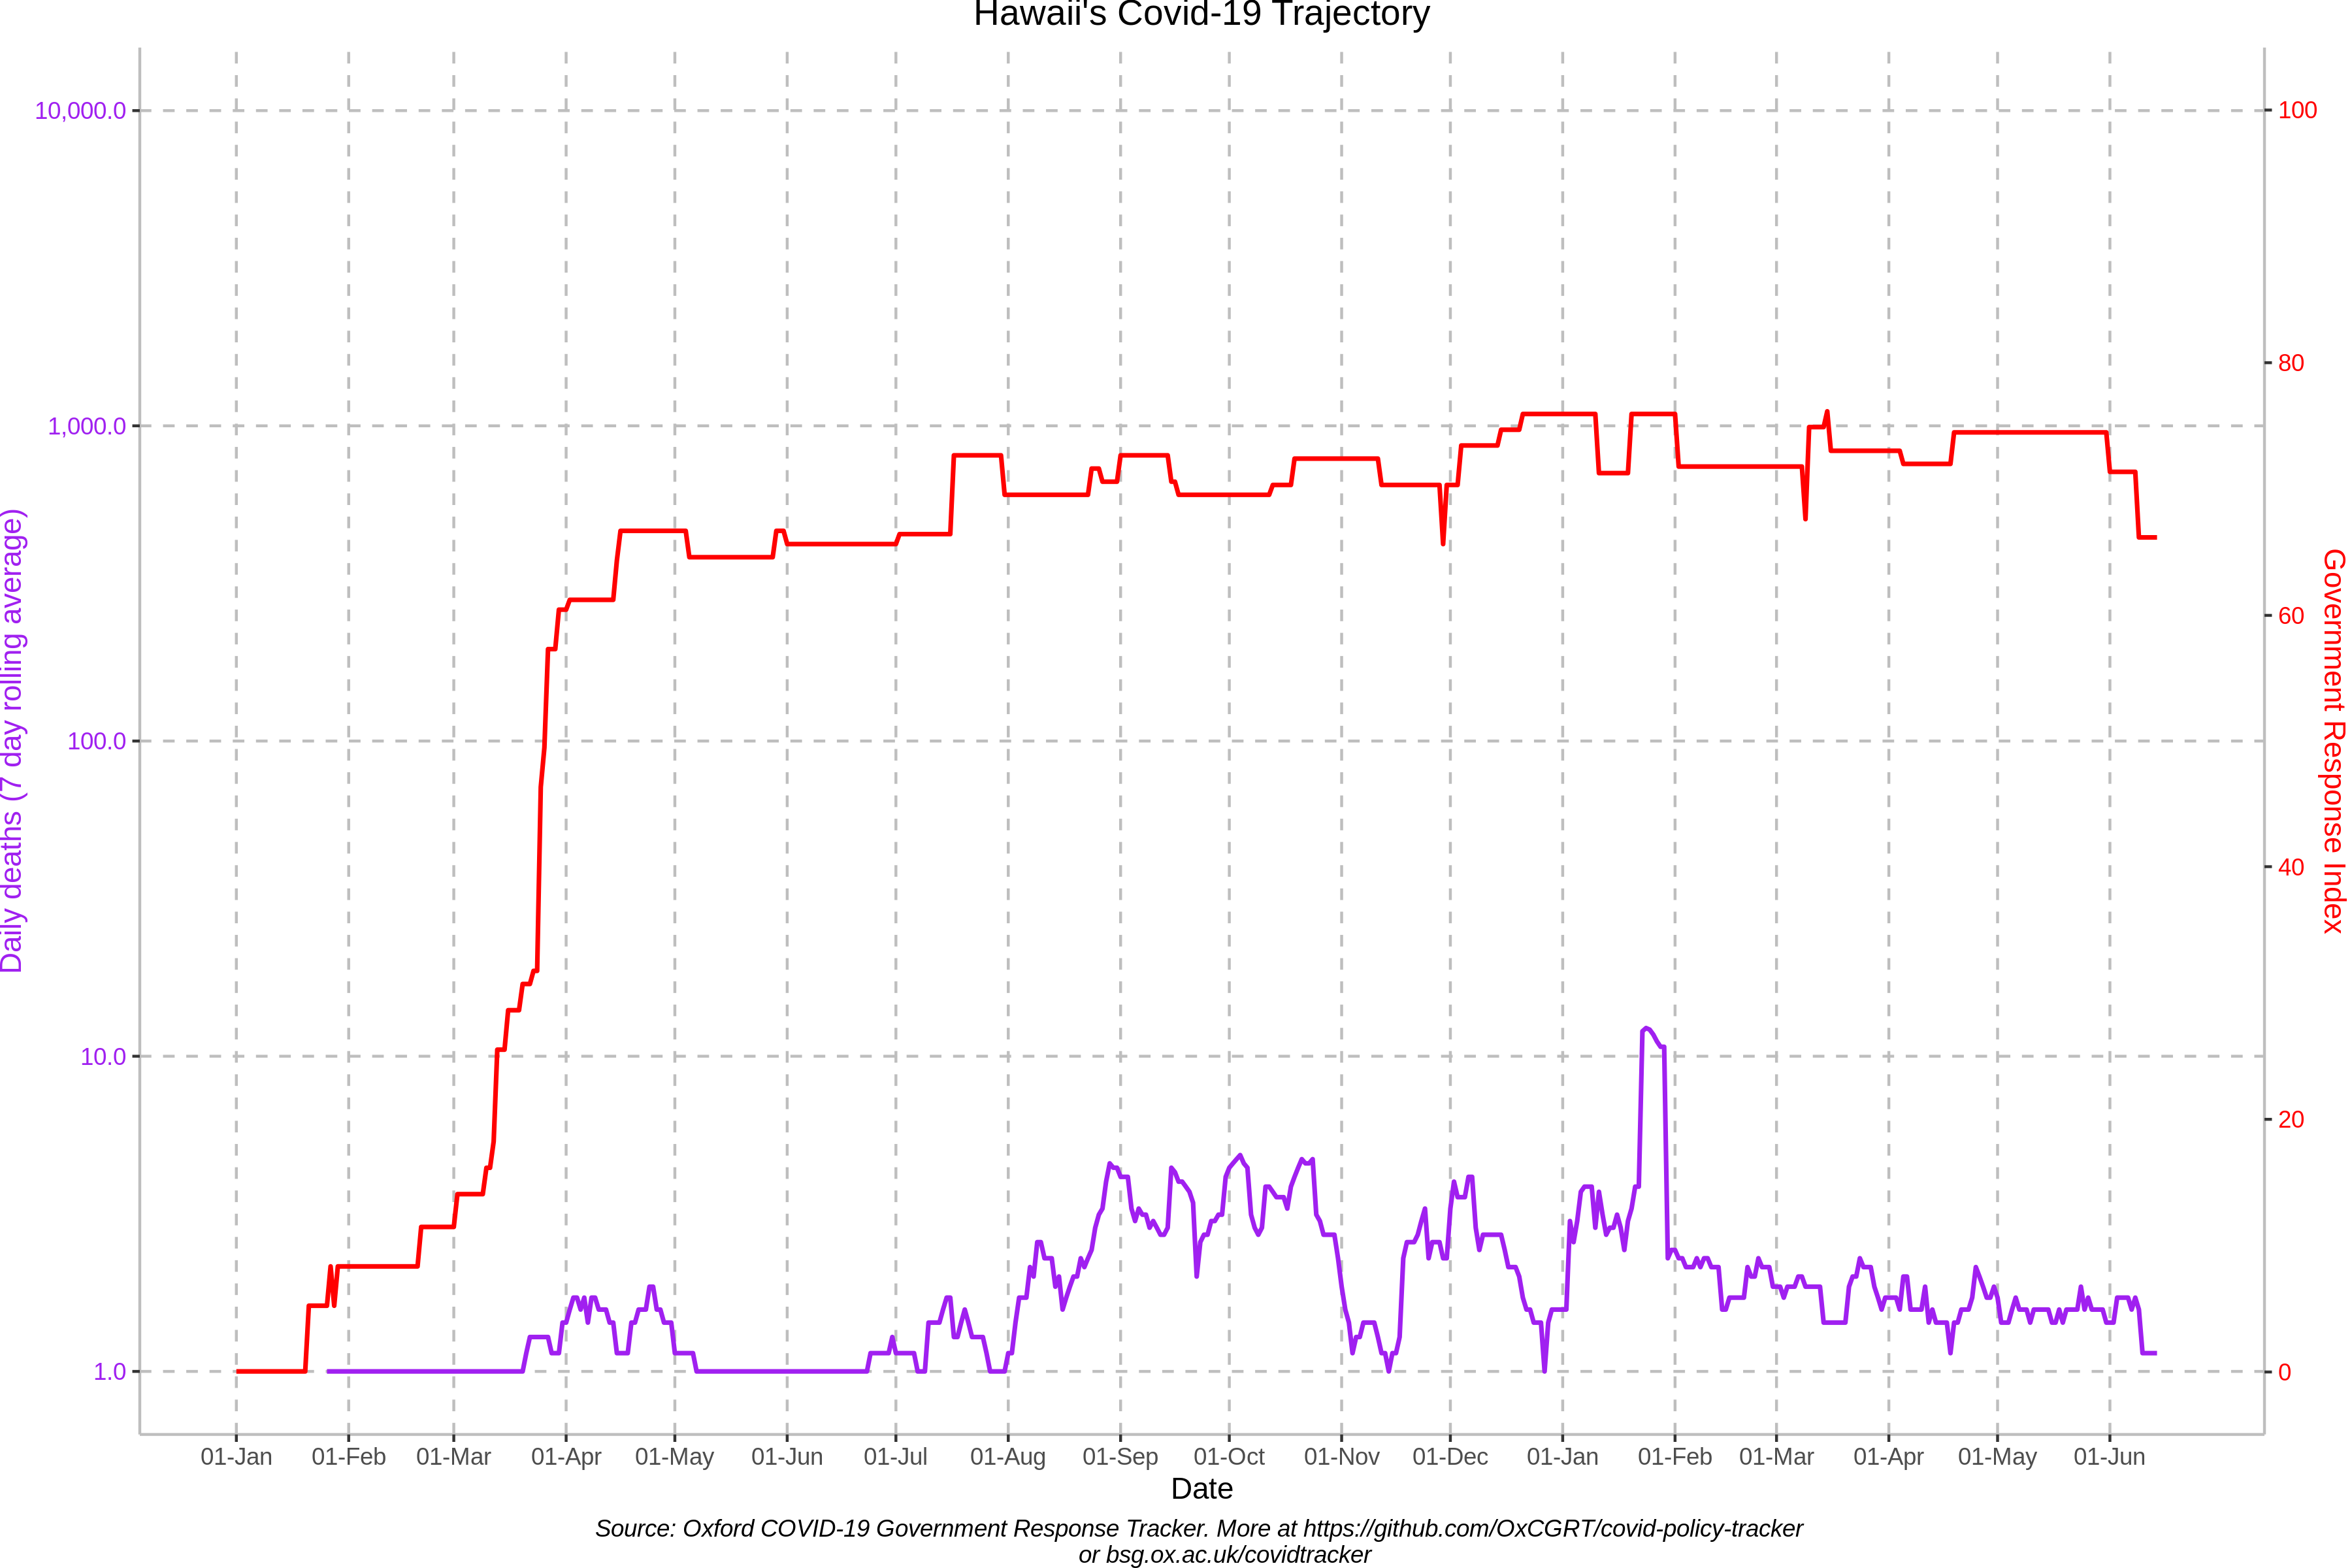 Hawaii's Covid-19 Trajectory
10,000.0
1,000.0
100.0
10.0
1.0
Daily deaths (7 day rolling average)
100
80
60
40
20
0
Government Response Index
01-Jan 01-Feb 01-Mar 01-Apr 01-May 01-Jun 01-Jul 01-Aug 01-Sep 01-Oct 01-Nov 01-Dec 01-Jan 01-Feb 01-Mar 01-Apr 01-May 01-Jun
Date
Source: Oxford COVID-19 Government Response Tracker. More at https://github.com/OxCGRT/covid-policy-tracker
or bsg.ox.ac.uk/covidtracker